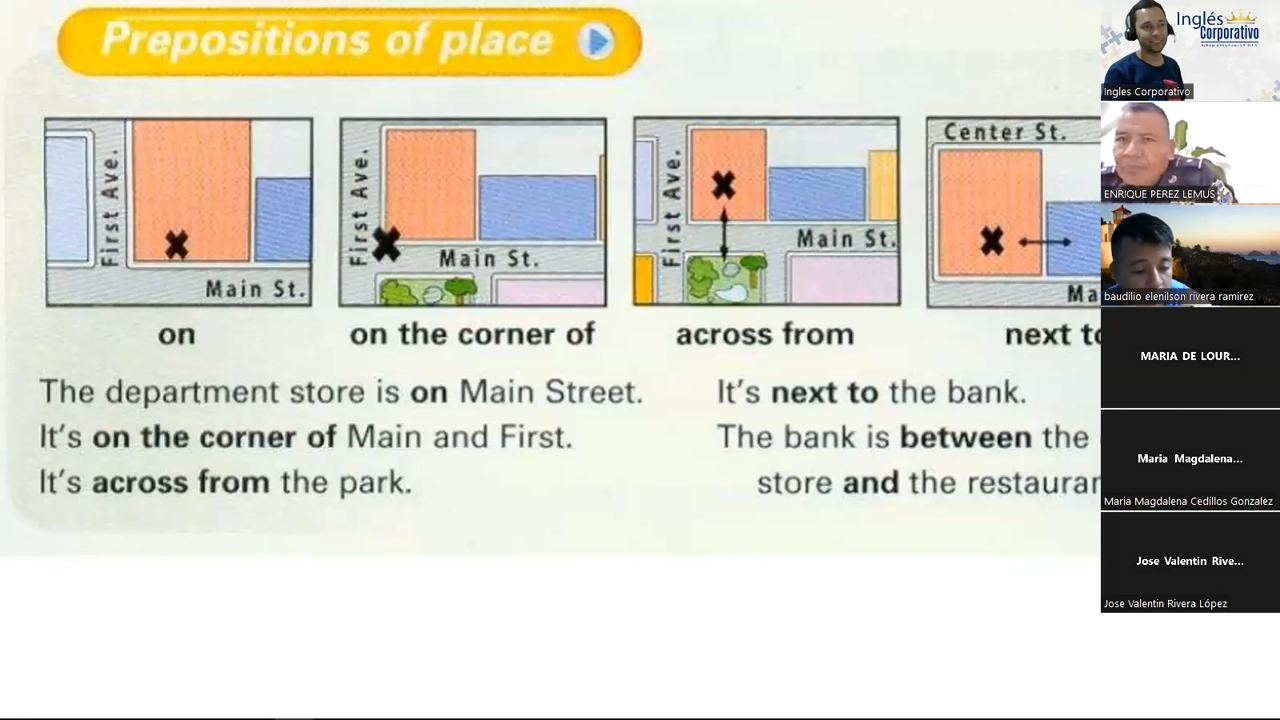 Prepositions of place
First Ave.
Main St.
First Ave.
Main St.
First Ave.
Main St.
Center St.
Ma
on
on the corner of
across from
next to
The department store is on Main Street.
It's on the corner of Main and First.
It's across from the park.
It's next to the bank.
The bank is between the
store and the restauran
Inglés
Corporativo
Ingles Corporativo
ENRIQUE PEREZ LEMUS
baudilio elenilson rivera ramirez
MARIA DE LOUR...
Maria Magdalena...
Maria Magdalena Cedillos Gonzalez
Jose Valentin Rive...
Jose Valentin Rivera López